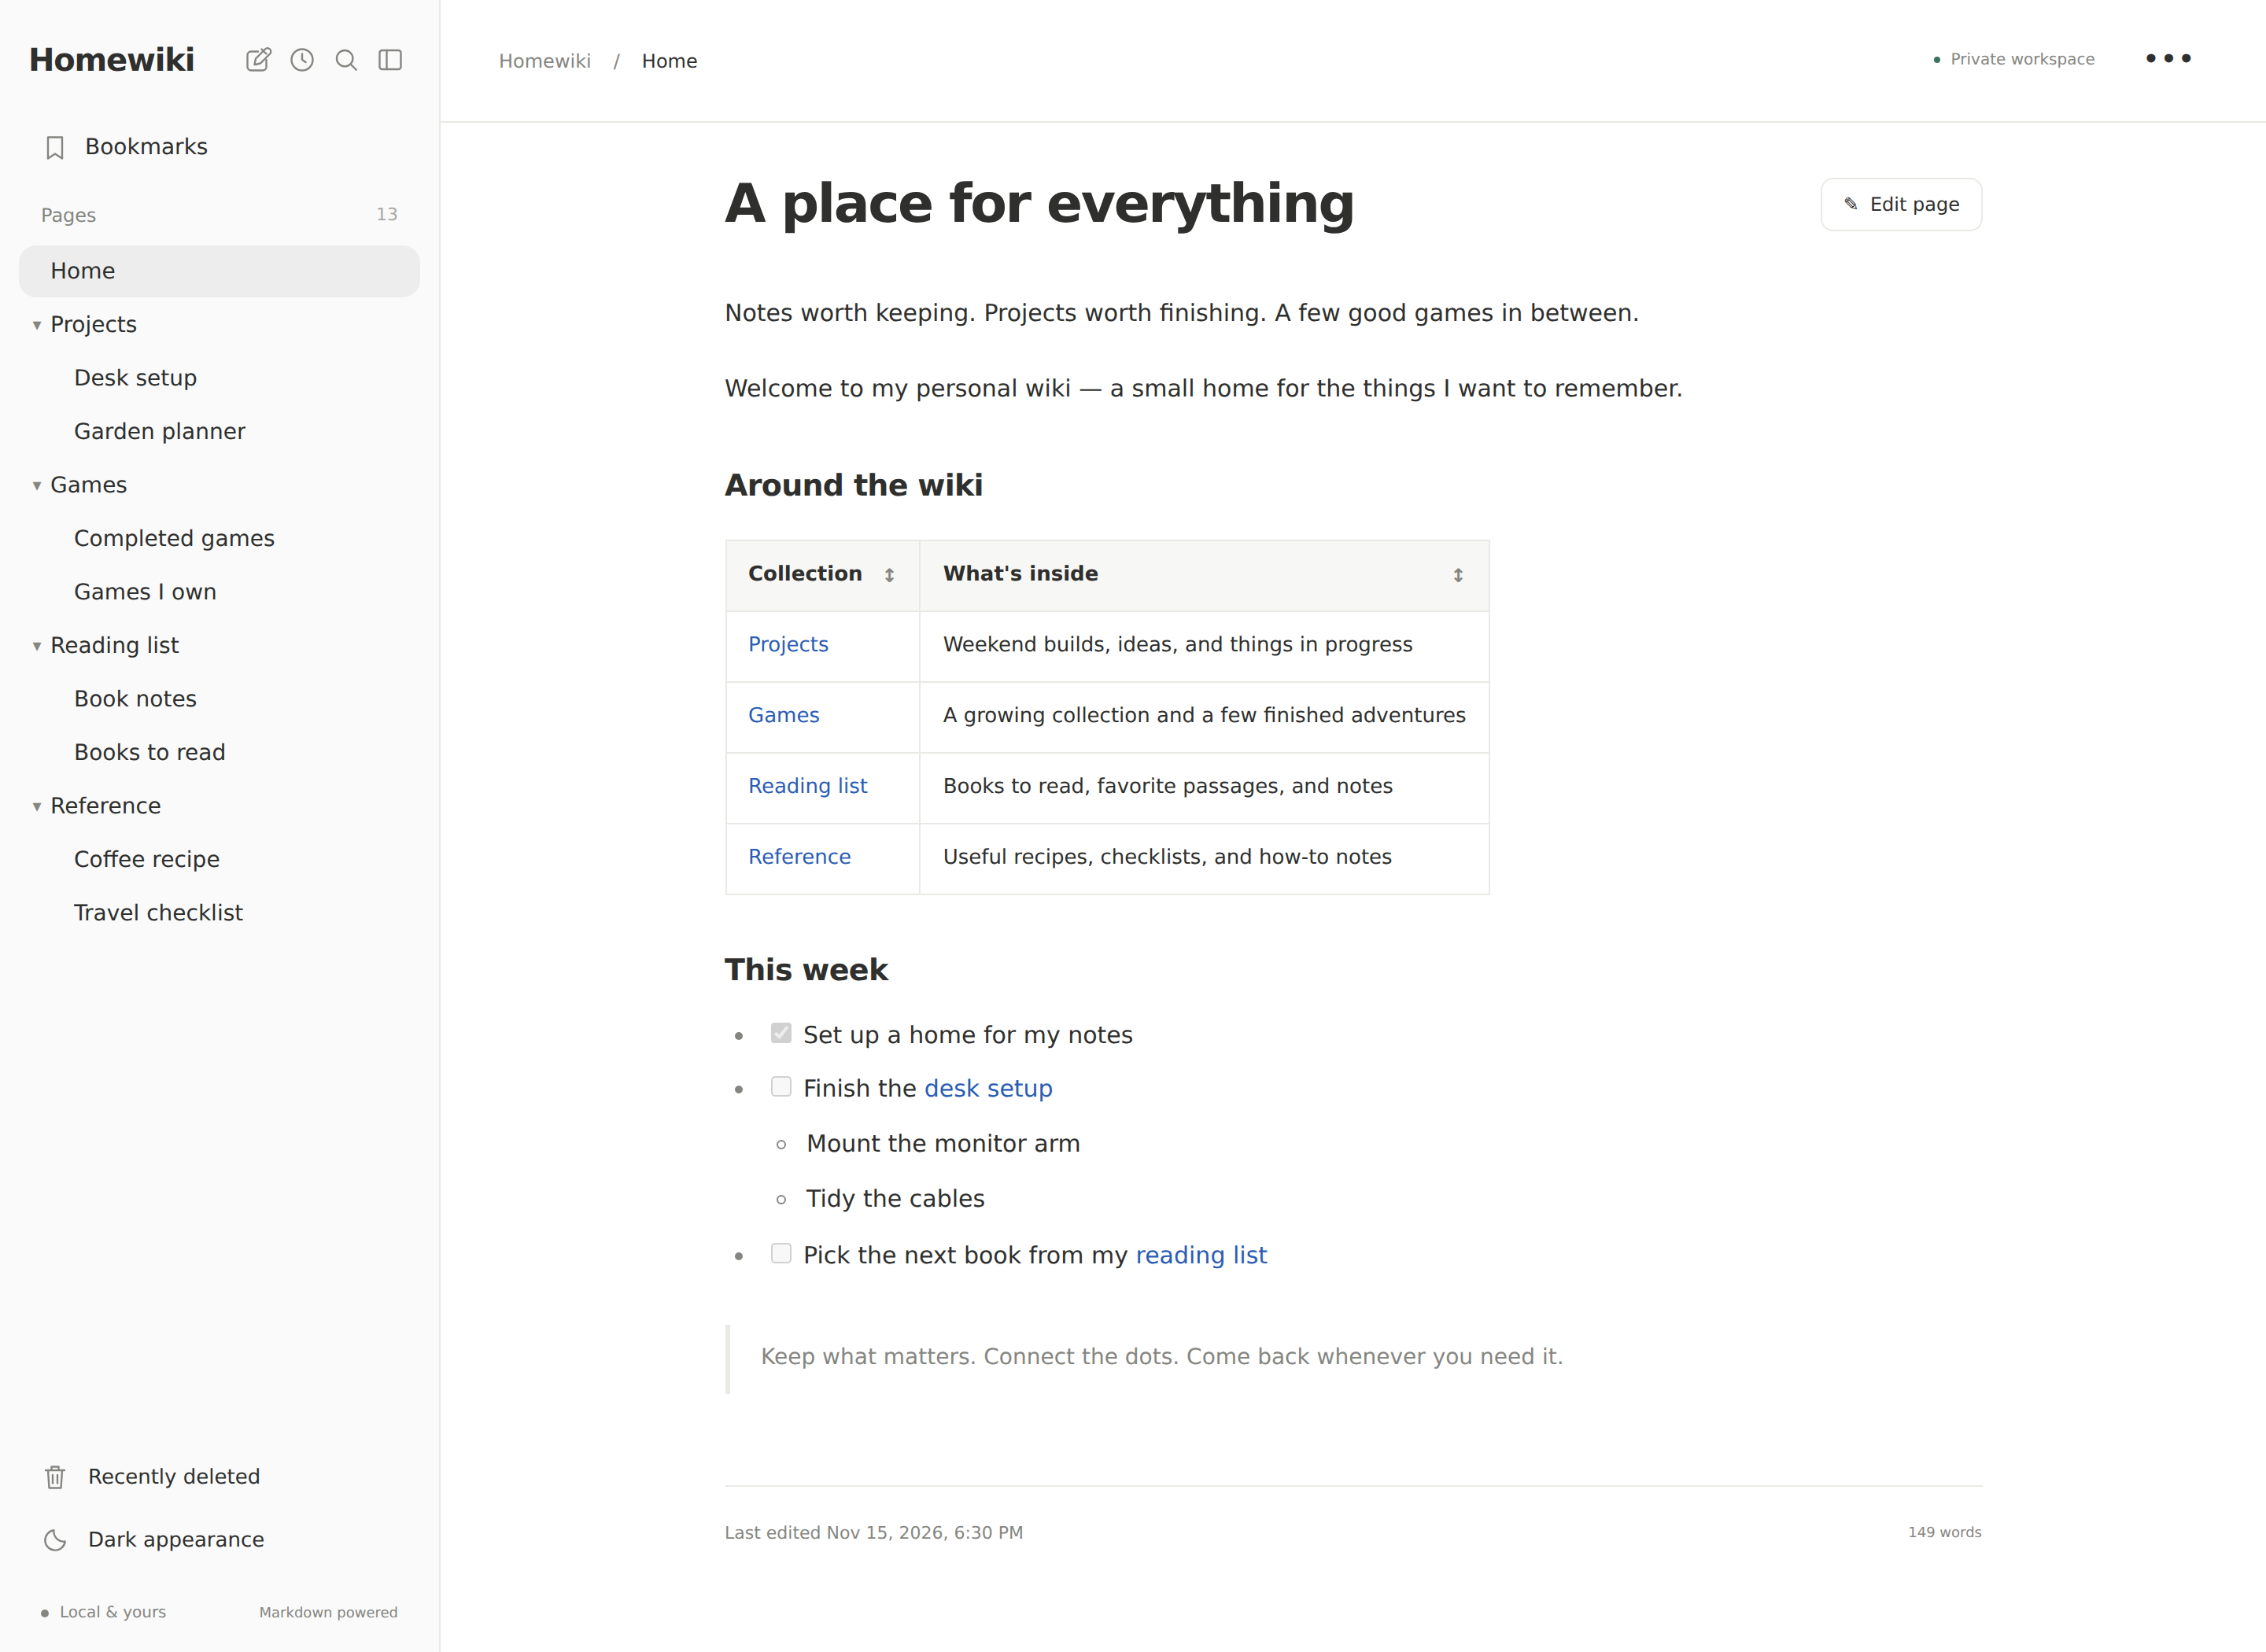 Homewiki
Bookmarks
Pages 13
Home
Projects
Desk setup
Garden planner
Games
Completed games
Games I own
Reading list
Book notes
Books to read
Reference
Coffee recipe
Travel checklist
Recently deleted
Dark appearance
Local & yours Markdown powered
Homewiki / Home
Private workspace
A place for everything
Edit page
Notes worth keeping. Projects worth finishing. A few good games in between.
Welcome to my personal wiki — a small home for the things I want to remember.
Around the wiki
Collection What's inside
Projects Weekend builds, ideas, and things in progress
Games A growing collection and a few finished adventures
Reading list Books to read, favorite passages, and notes
Reference Useful recipes, checklists, and how-to notes
This week
Set up a home for my notes
Finish the desk setup
Mount the monitor arm
Tidy the cables
Pick the next book from my reading list
Keep what matters. Connect the dots. Come back whenever you need it.
Last edited Nov 15, 2026, 6:30 PM 149 words